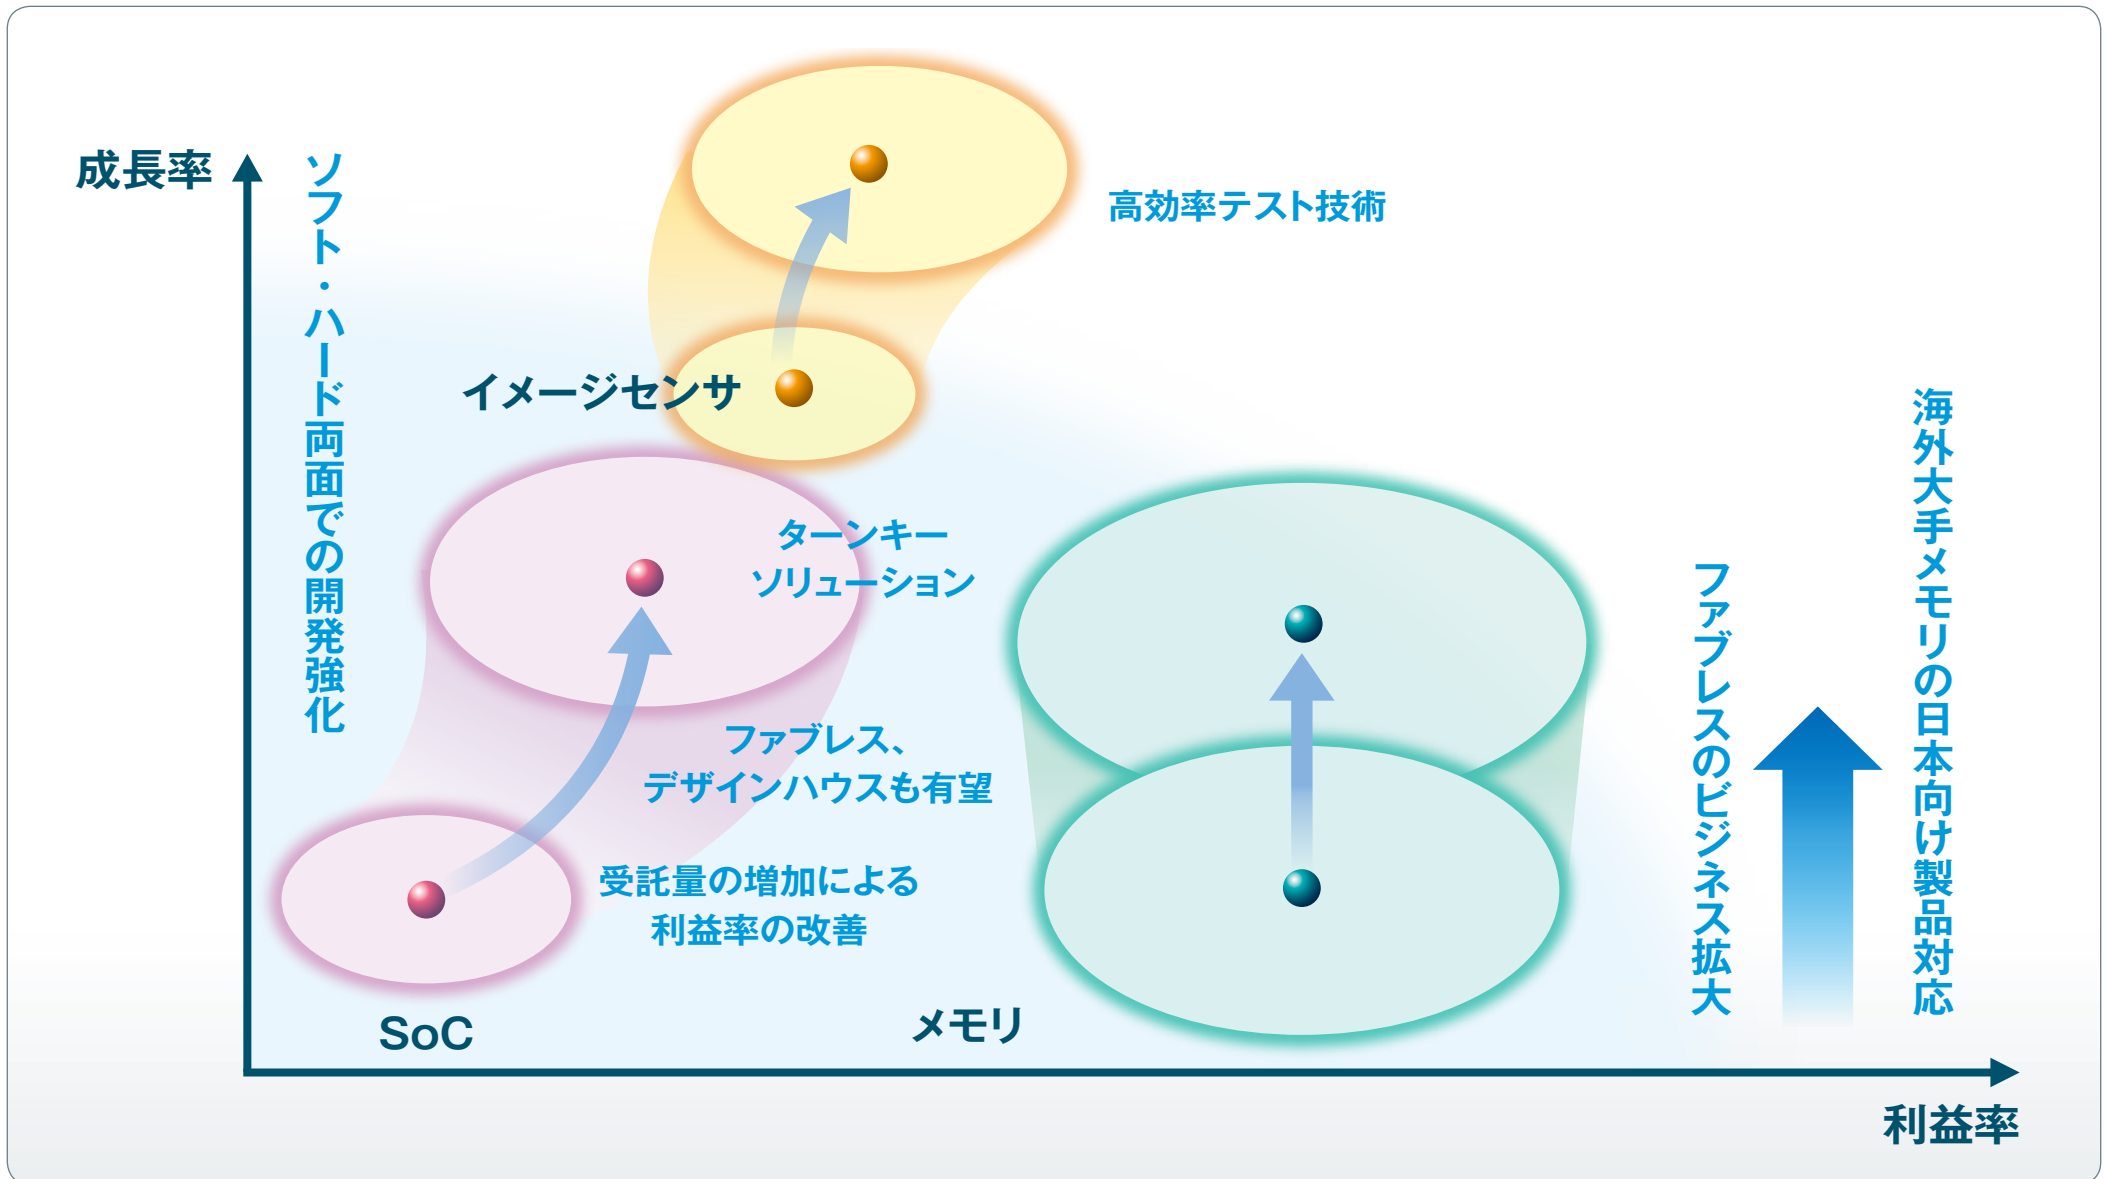 成長率
ソフト・ハード両面での開発強化
高効率テスト技術
イメージセンサ
ターンキー
ソリューション
ファブレス、
デザインハウスも有望
受託量の増加による
利益率の改善
SoC
メモリ
ファブレスのビジネス拡大
海外大手メモリの日本向け製品対応
利益率